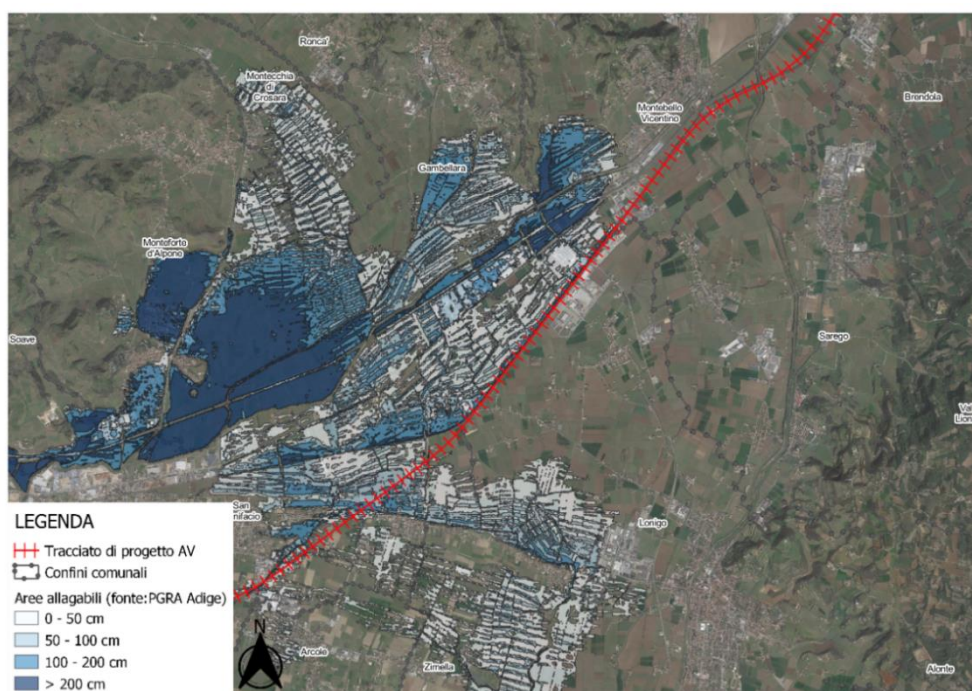 Roncà
Montecchia
di
Crosara
Montebello
Vicentino
Brendola
Gambellara
Monteforte
d'Alpone
Soave
Sarego
Lion
San
nifacio
Lonigo
LEGENDA
Tracciato di progetto AV
Confini comunali
Aree allagabili (fonte:PGRA Adige)
0 - 50 cm
50 - 100 cm
100 - 200 cm
> 200 cm
N
Arcole
Zimella
Alonte